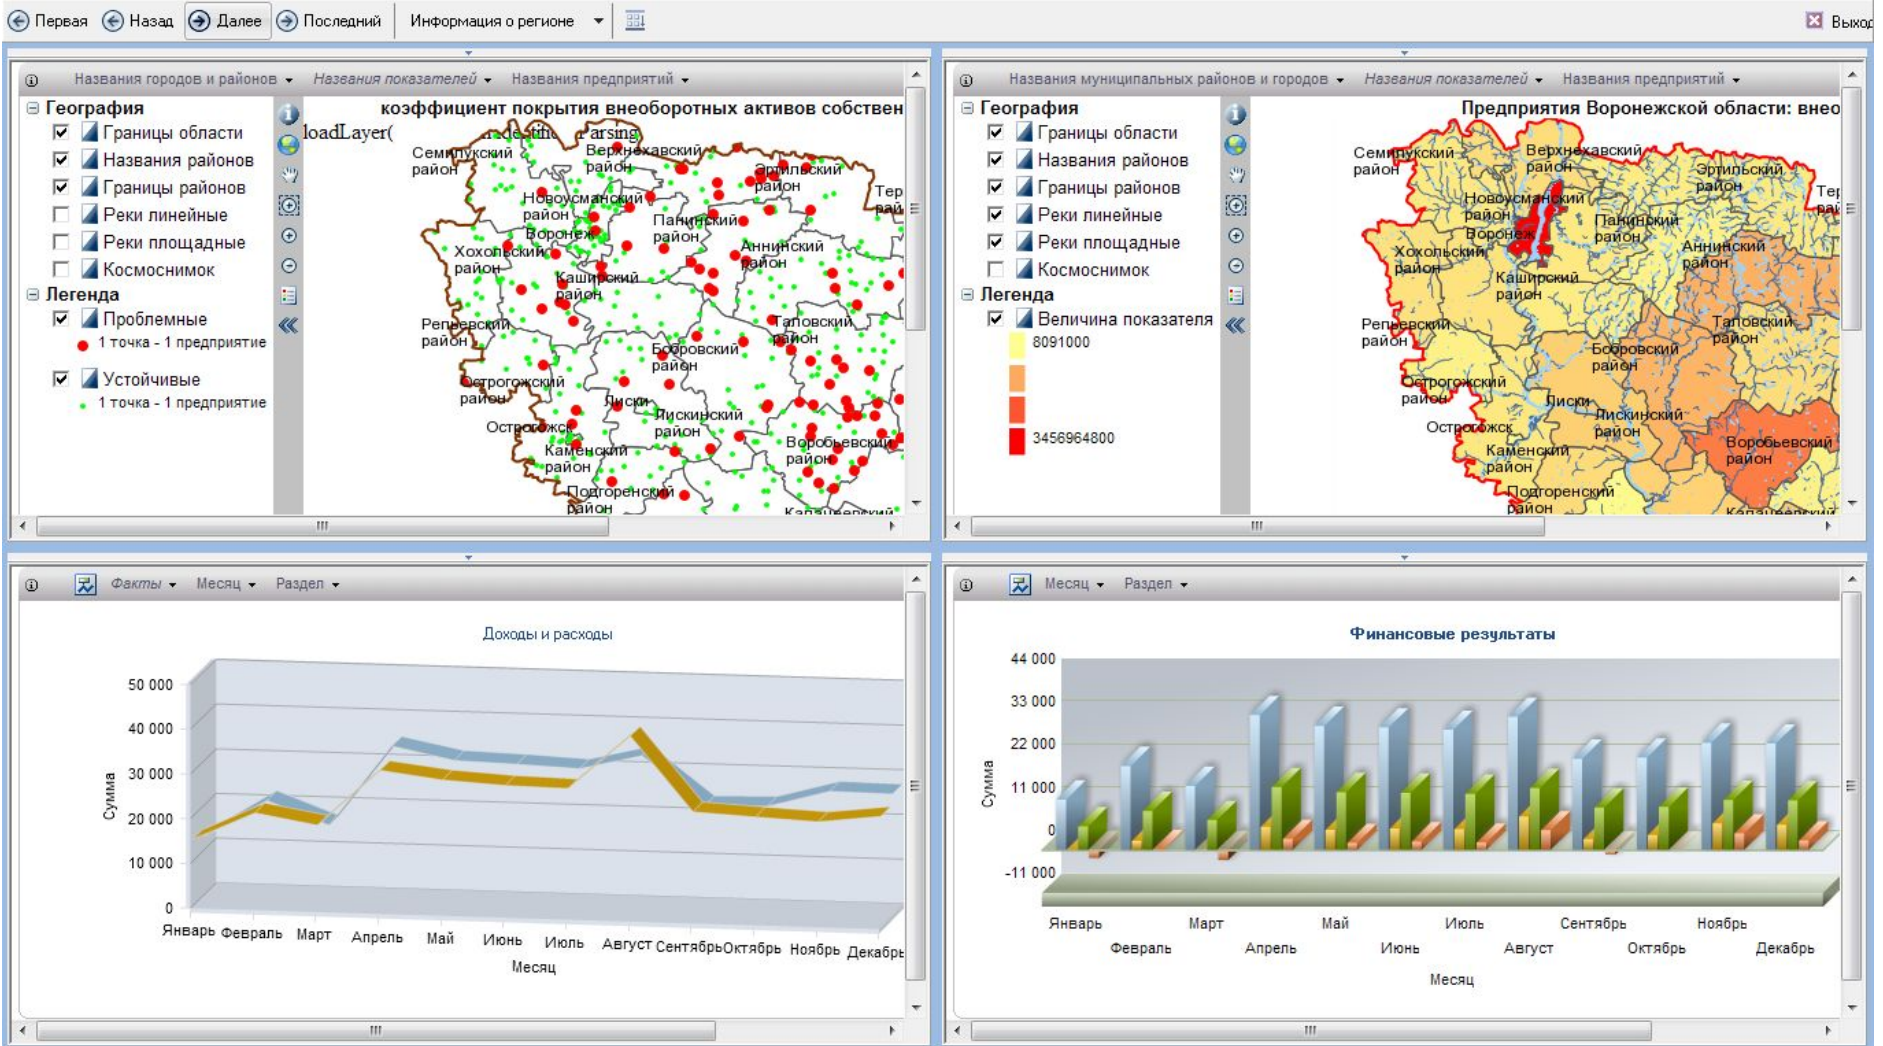 Первая Назад Далее Последний Информация о регионе
Названия городов и районов Названия показателей Названия предприятий
География
Границы области
Названия районов
Границы районов
Реки линейные
Реки площадные
Космоснимок
Легенда
Проблемные
1 точка - 1 предприятие
Устойчивые
1 точка - 1 предприятие
коэффициент покрытия внеоборотных активов собствен
loadLayer(
Parsing
Семилукский
район
Верхнехавский
район
Эртильский
район
Тер
рай
Новоусманский
район
Воронеж
Панинский
район
Хохольский
район
Аннинский
район
Каширский
район
Репьевский
район
Таловский
район
Бобровский
район
Острогожский
район
Лиски
Лискинский
район
Острогожск
Каменский
район
Воробьевский
район
Подгоренский
район
Калачеевский
Выход
Названия муниципальных районов и городов Названия показателей Названия предприятий
География
Границы области
Названия районов
Границы районов
Реки линейные
Реки площадные
Космоснимок
Легенда
Величина показателя
8091000
3456964800
Предприятия Воронежской области: внео
Семилукский
район
Верхнехавский
район
Эртильский
район
Тер
рай
Новоусманский
район
Воронеж
Панинский
район
Хохольский
район
Аннинский
район
Каширский
район
Репьевский
район
Таловский
район
Бобровский
район
Острогожский
район
Лиски
Лискинский
район
Острогожск
Каменский
район
Воробьевский
район
Подгоренский
район
Калачеевский
Факты Месяц Раздел
Доходы и расходы
Сумма
50 000
40 000
30 000
20 000
10 000
0
Январь Февраль Март Апрель Май Июнь Июль Август Сентябрь Октябрь Ноябрь Декабрь
Месяц
Месяц Раздел
Финансовые результаты
Сумма
44 000
33 000
22 000
11 000
0
-11 000
Январь Март Май Июль Сентябрь Ноябрь
Февраль Апрель Июнь Август Октябрь Декабрь
Месяц